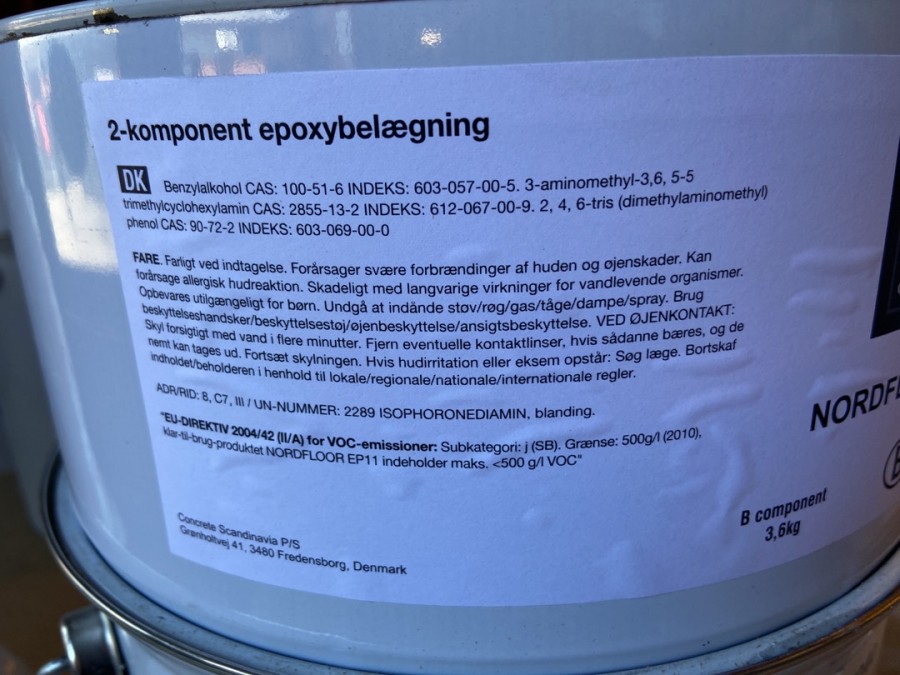 2-komponent epoxybelægning
DK Benzylalkohol CAS: 100-51-6 INDEKS: 603-057-00-5. 3-aminomethyl-3,6, 5-5
trimethylcyclohexylamin CAS: 2855-13-2 INDEKS: 612-067-00-9. 2, 4, 6-tris (dimethylaminomethyl)
phenol CAS: 90-72-2 INDEKS: 603-069-00-0
FARE. Farligt ved indtagelse. Forårsager svære forbrændinger af huden og øjenskader. Kan
forårsage allergisk hudreaktion. Skadeligt med langvarige virkninger for vandlevende organismer.
Opbevares utilgængeligt for børn. Undgå at indånde støv/røg/gas/tåge/dampe/spray. Brug
beskyttelseshandsker/beskyttelsestøj/øjenbeskyttelse/ansigtsbeskyttelse. VED ØJENKONTAKT:
Skyl forsigtigt med vand i flere minutter. Fjern eventuelle kontaktlinser, hvis sådanne bæres, og de
nemt kan tages ud. Fortsæt skylningen. Hvis hudirritation eller eksem opstår: Søg læge. Bortskaf
indholdet/beholderen i henhold til lokale/regionale/nationale/internationale regler.
ADR/RID: 8, C7, III / UN-NUMMER: 2289 ISOPHORONEDIAMIN, blanding.
"EU-DIREKTIV 2004/42 (II/A) for VOC-emissioner: Subkategori: j (SB). Grænse: 500g/l (2010),
klar-til-brug-produktet NORDFLOOR EP11 indeholder maks. <500 g/l VOC"
NORDFL
B component
3,6kg
Concrete Scandinavia P/S
Grønholtvej 41, 3480 Fredensborg, Denmark